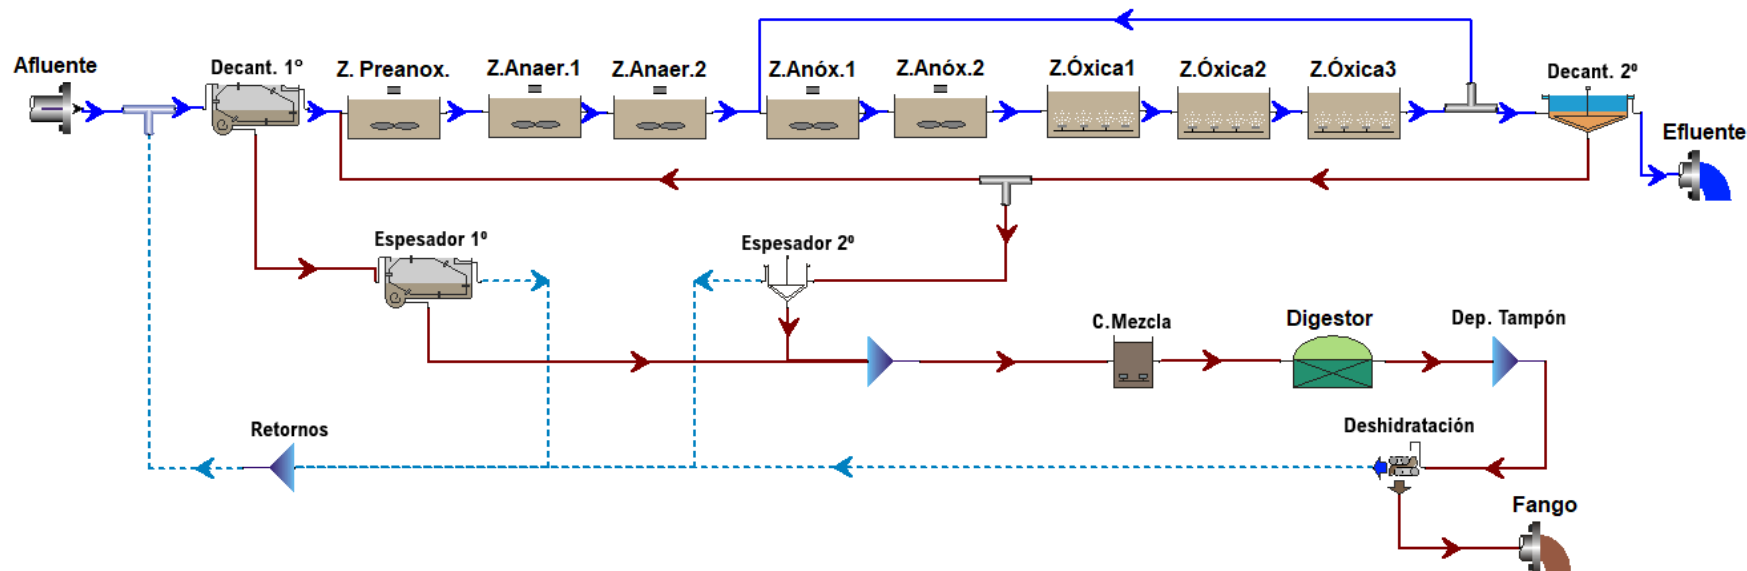 Afluente
Decant. 1º
Z. Preanox.
Z.Anaer.1
Z.Anaer.2
Z.Anóx.1
Z.Anóx.2
Z.Óxica1
Z.Óxica2
Z.Óxica3
Decant. 2º
Efluente
Espesador 1º
Espesador 2º
C.Mezcla
Digestor
Dep. Tampón
Retornos
Deshidratación
Fango